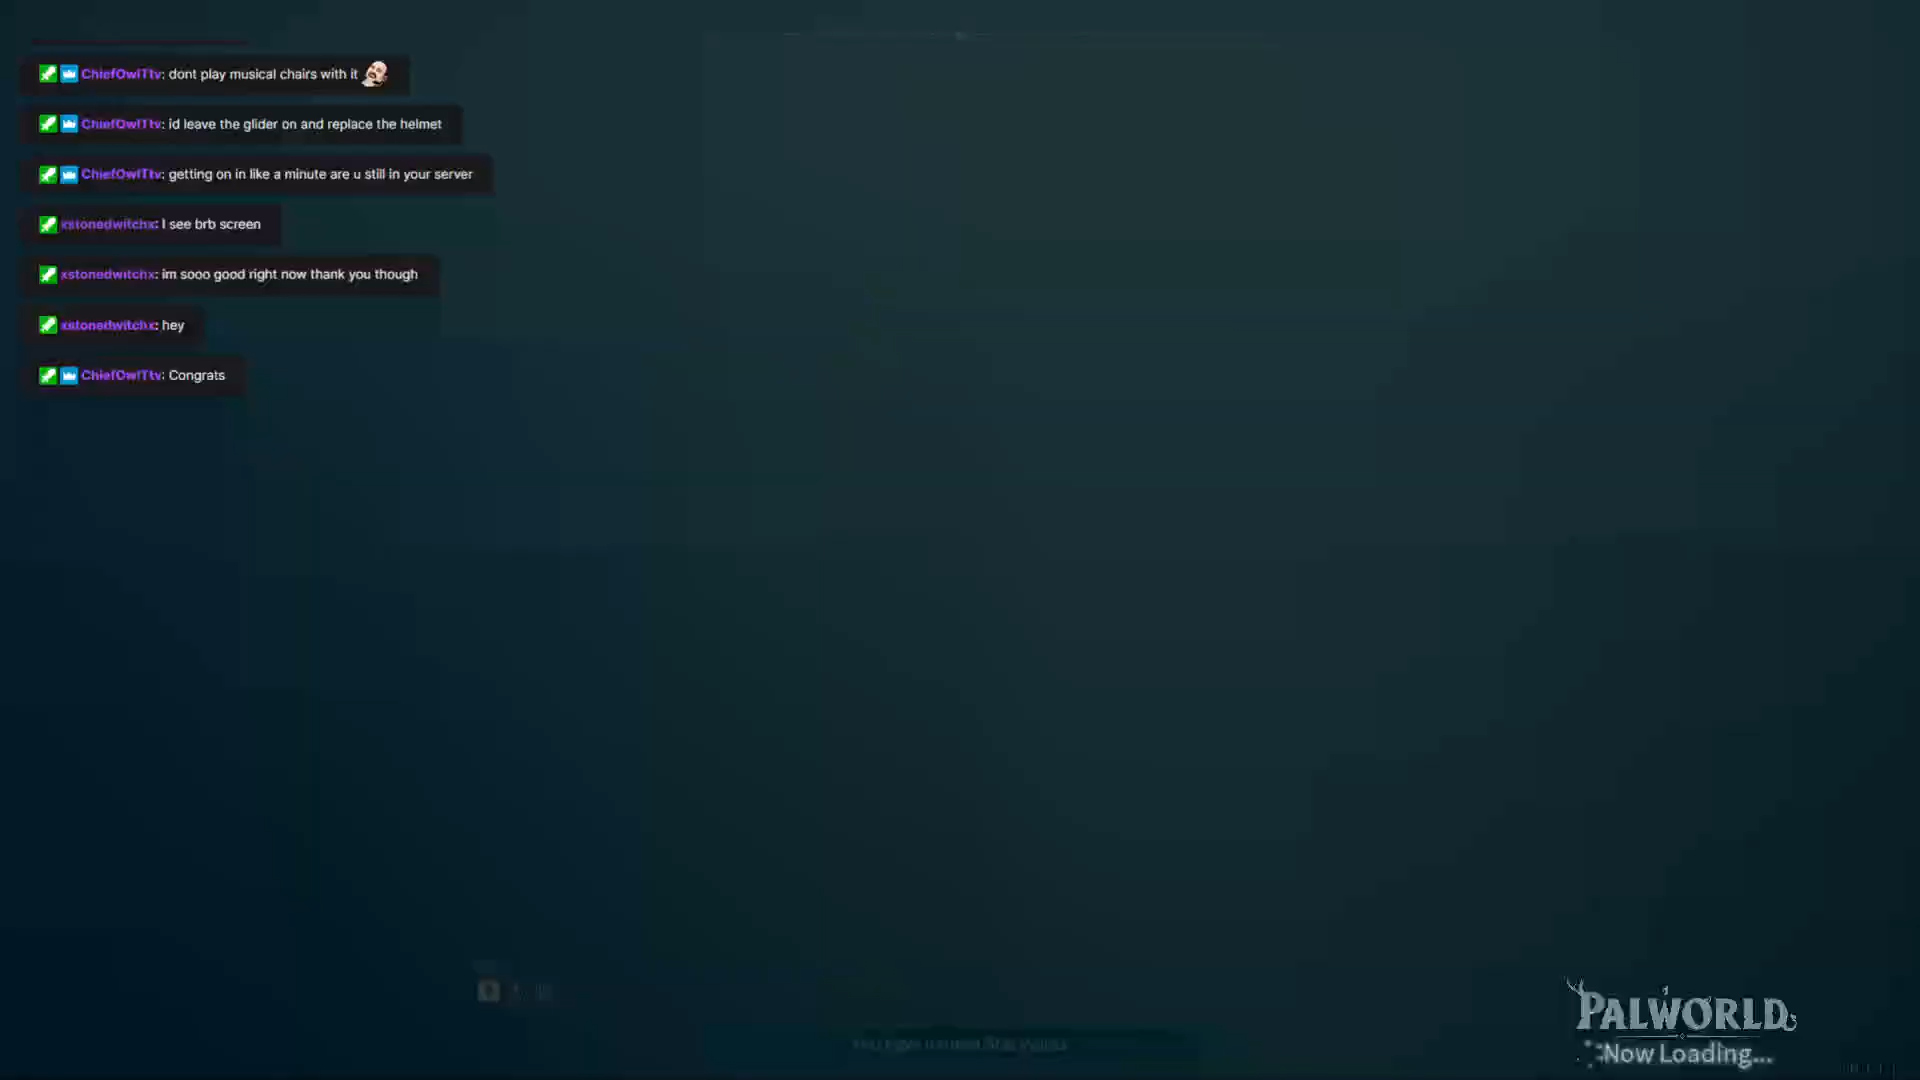 ChiefOwlTtv: dont play musical chairs with it
ChiefOwlTtv: id leave the glider on and replace the helmet
ChiefOwlTtv: getting on in like a minute are u still in your server
xstonedwitchx: I see brb screen
xstonedwitchx: im sooo good right now thank you though
xstonedwitchx: hey
ChiefOwlTtv: Congrats
PALWORLD
Now Loading...